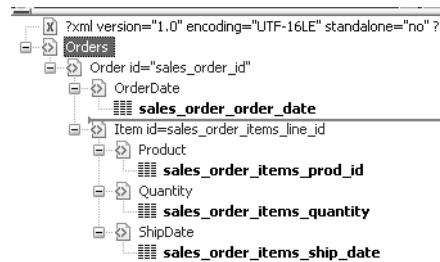 ?xml version="1.0" encoding="UTF-16LE" standalone="no" ?
Orders
Order id="sales_order_id"
OrderDate
sales_order_order_date
Item id=sales_order_items_line_id
Product
sales_order_items_prod_id
Quantity
sales_order_items_quantity
ShipDate
sales_order_items_ship_date